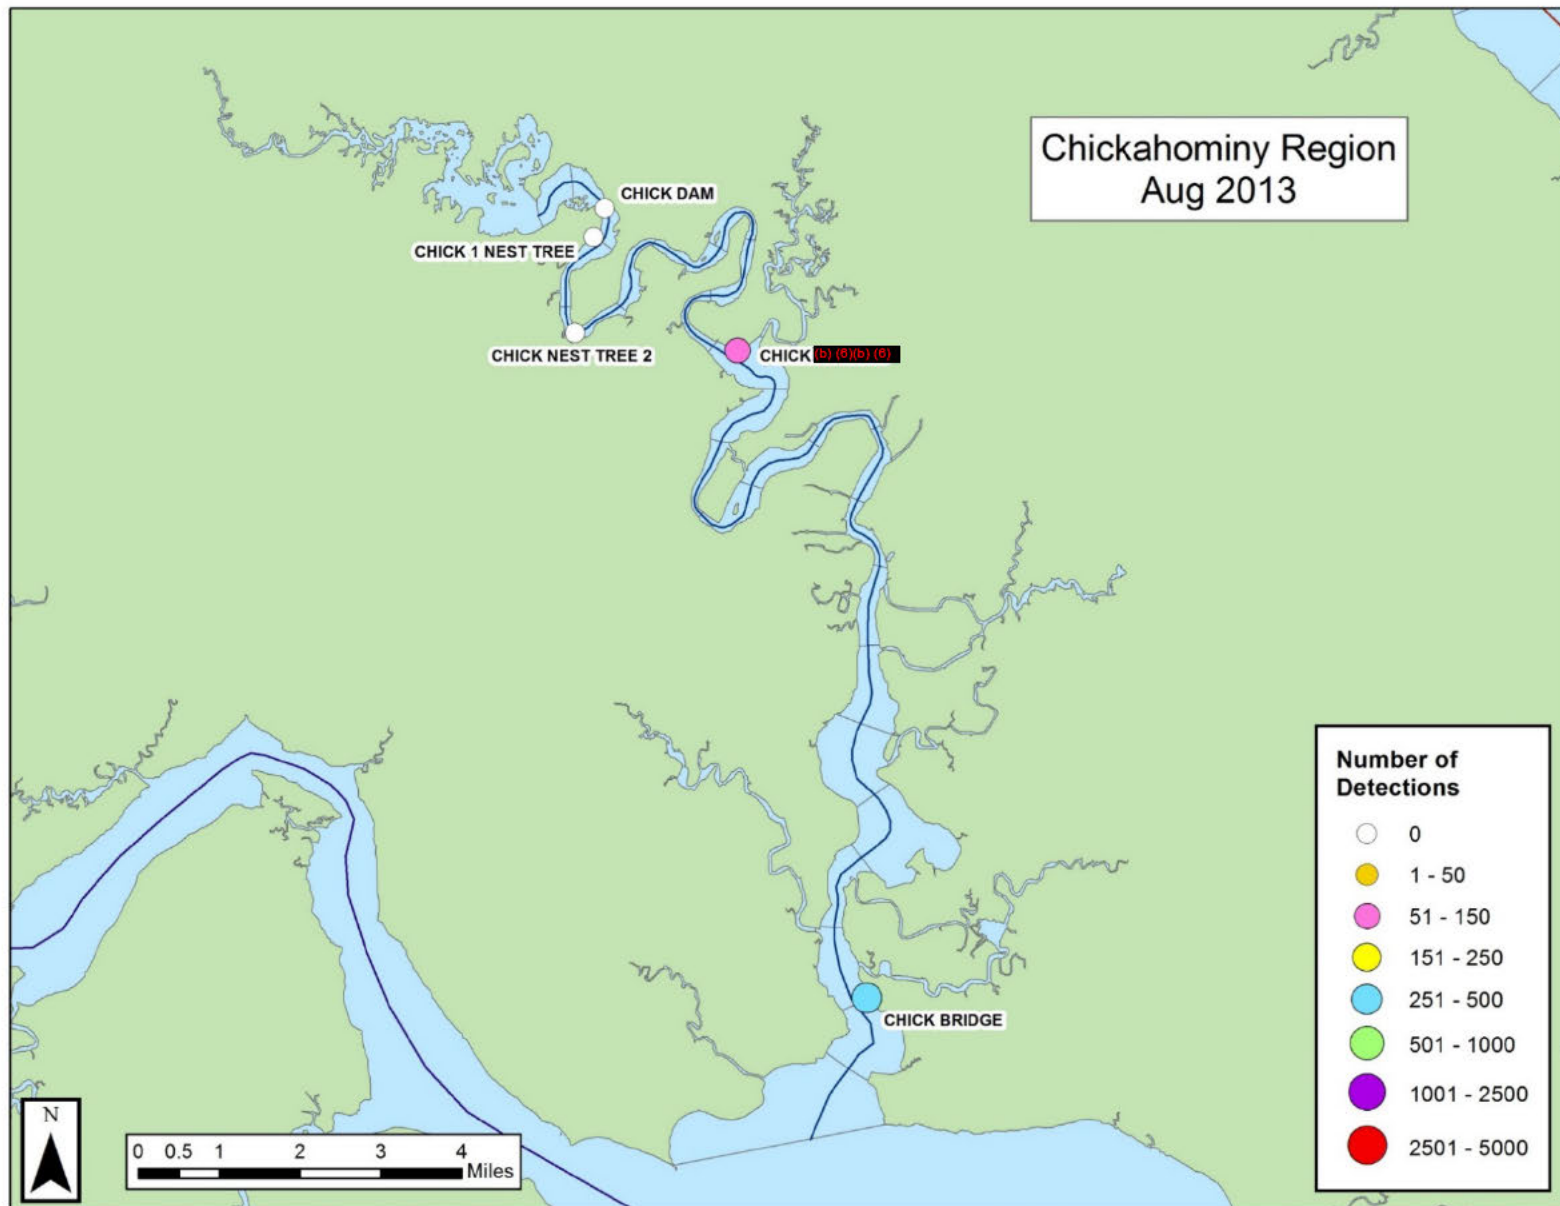 Chickahominy Region
Aug 2013
CHICK DAM
CHICK 1 NEST TREE
CHICK NEST TREE 2
CHICK (b) (6)(b) (6)
CHICK BRIDGE
Number of
Detections
0
1 - 50
51 - 150
151 - 250
251 - 500
501 - 1000
1001 - 2500
2501 - 5000
N
0 0.5 1 2 3 4
Miles